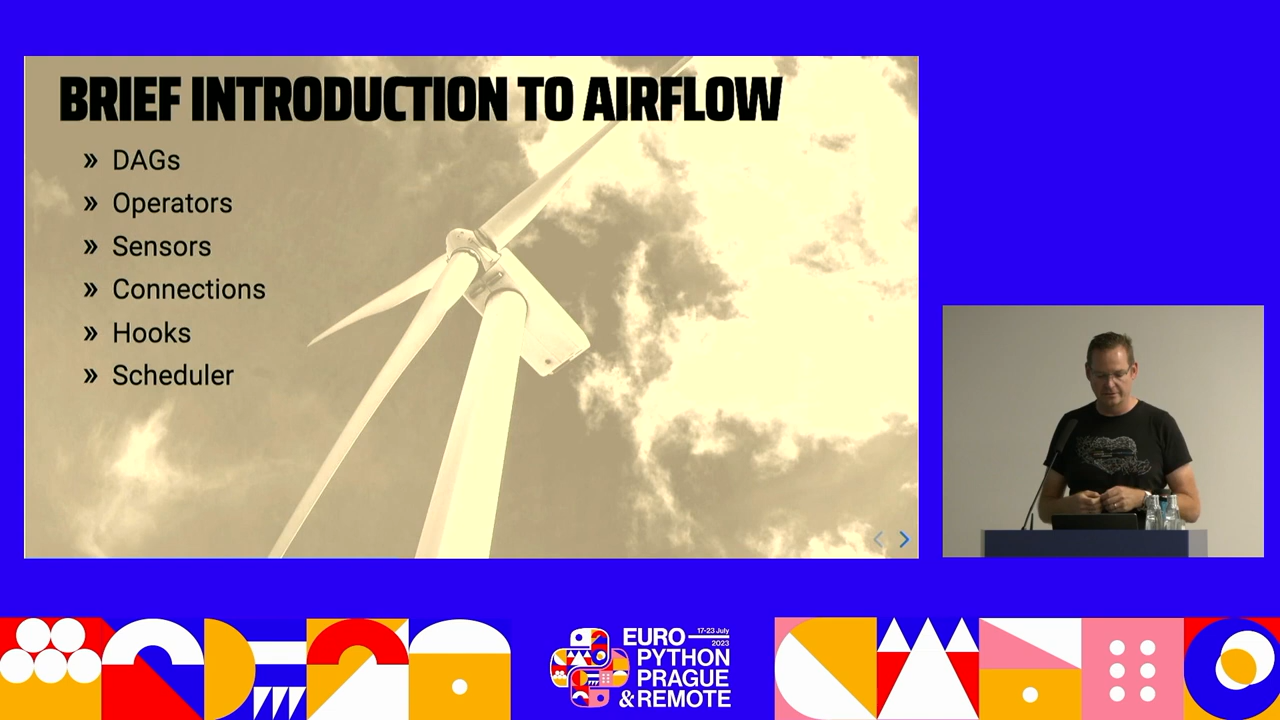 BRIEF INTRODUCTION TO AIRFLOW
» DAGs
» Operators
» Sensors
» Connections
» Hooks
» Scheduler
17-23 July
2023
EURO
PYTHON
PRAGUE
& REMOTE